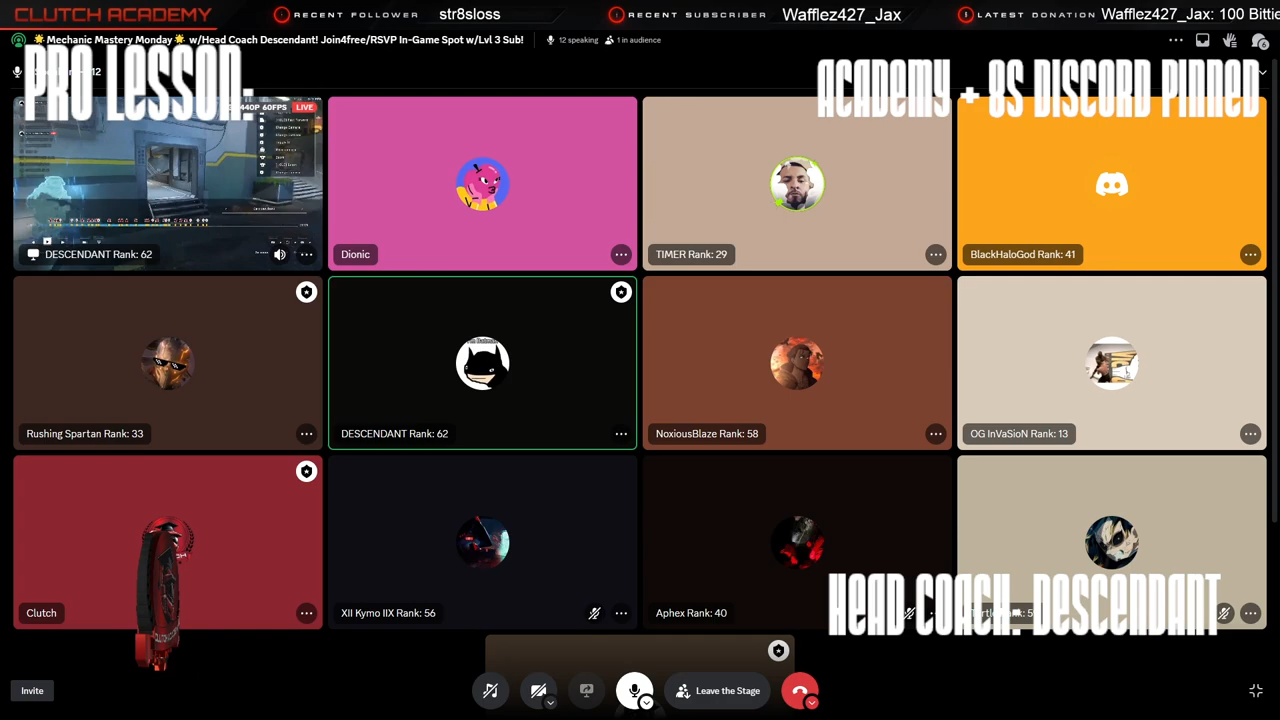 CLUTCH ACADEMY
RECENT FOLLOWER
str8sloss
RECENT SUBSCRIBER
Wafflez427_Jax
LATEST DONATION
Wafflez427_Jax: 100 Bittie
Mechanic Mastery Monday w/Head Coach Descendant! Join4free/RSVP In-Game Spot w/Lvl 3 Sub!
12 speaking
1 in audience
6
PRO LESSON:
ACADEMY + 8S DISCORD PINNED
1440P 60FPS LIVE
DESCENDANT Rank: 62
Dionic
TIMER Rank: 29
BlackHaloGod Rank: 41
Rushing Spartan Rank: 33
DESCENDANT Rank: 62
NoxiousBlaze Rank: 58
OG InVaSioN Rank: 13
Clutch
XII Kymo IIX Rank: 56
Aphex Rank: 40
HEAD COACH: DESCENDANT
Invite
Leave the Stage